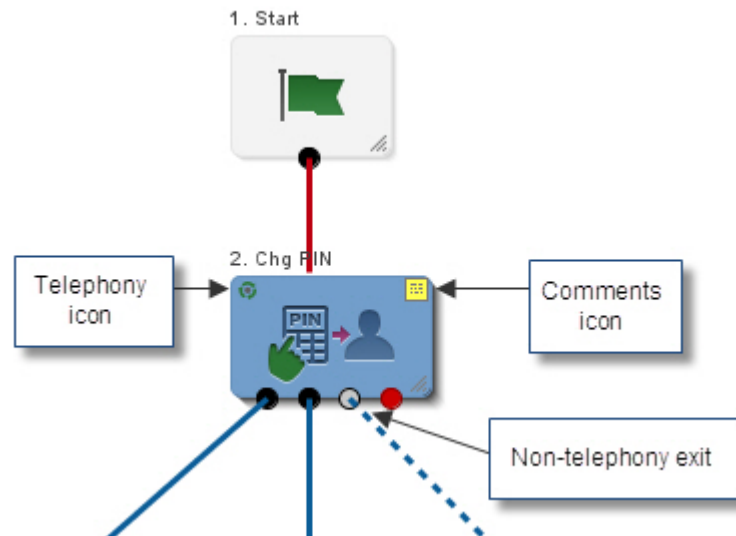 1. Start
2. Chg PIN
Telephony
icon
PIN
Comments
icon
Non-telephony exit